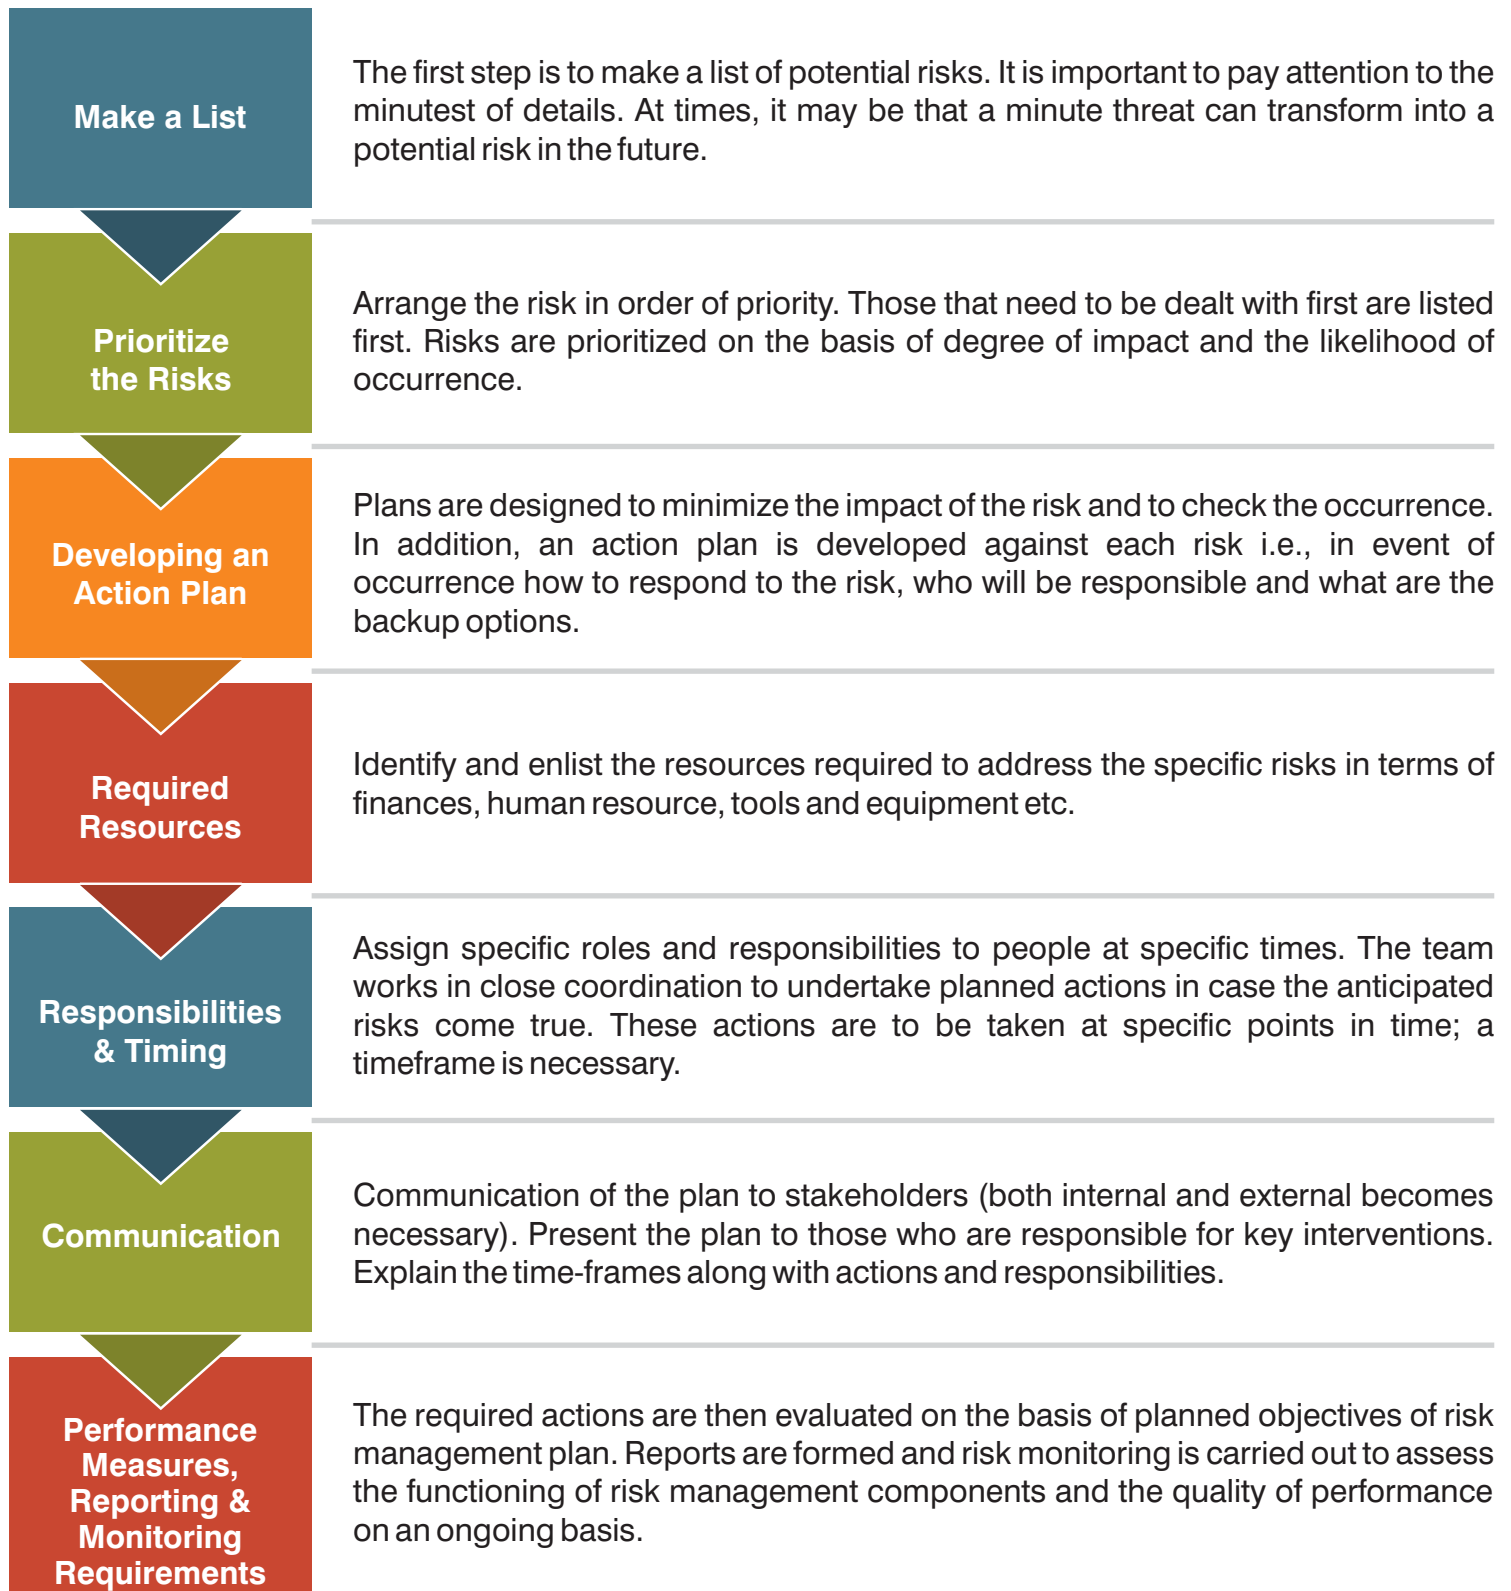 Make a List
The first step is to make a list of potential risks. It is important to pay attention to the
minutest of details. At times, it may be that a minute threat can transform into a
potential risk in the future.
Prioritize
the Risks
Arrange the risk in order of priority. Those that need to be dealt with first are listed
first. Risks are prioritized on the basis of degree of impact and the likelihood of
occurrence.
Developing an
Action Plan
Plans are designed to minimize the impact of the risk and to check the occurrence.
In addition, an action plan is developed against each risk i.e., in event of
occurrence how to respond to the risk, who will be responsible and what are the
backup options.
Required
Resources
Identify and enlist the resources required to address the specific risks in terms of
finances, human resource, tools and equipment etc.
Responsibilities
& Timing
Assign specific roles and responsibilities to people at specific times. The team
works in close coordination to undertake planned actions in case the anticipated
risks come true. These actions are to be taken at specific points in time; a
timeframe is necessary.
Communication
Communication of the plan to stakeholders (both internal and external becomes
necessary). Present the plan to those who are responsible for key interventions.
Explain the time-frames along with actions and responsibilities.
Performance
Measures,
Reporting &
Monitoring
Requirements
The required actions are then evaluated on the basis of planned objectives of risk
management plan. Reports are formed and risk monitoring is carried out to assess
the functioning of risk management components and the quality of performance
on an ongoing basis.